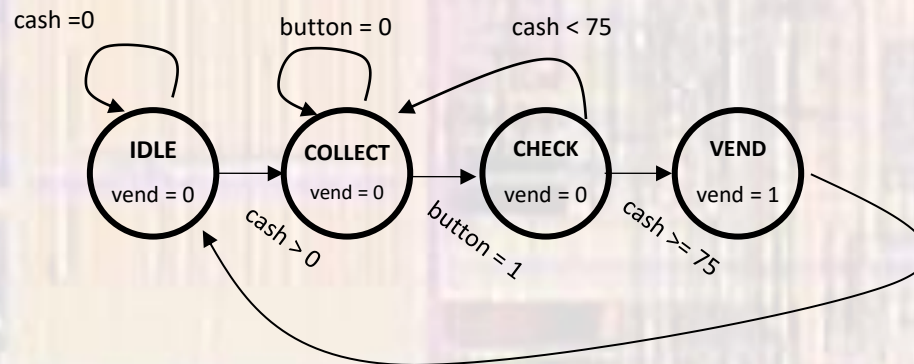 cash =0
button = 0
cash < 75
IDLE
vend = 0
COLLECT
vend = 0
CHECK
vend = 0
VEND
vend = 1
cash > 0
button = 1
cash >= 75